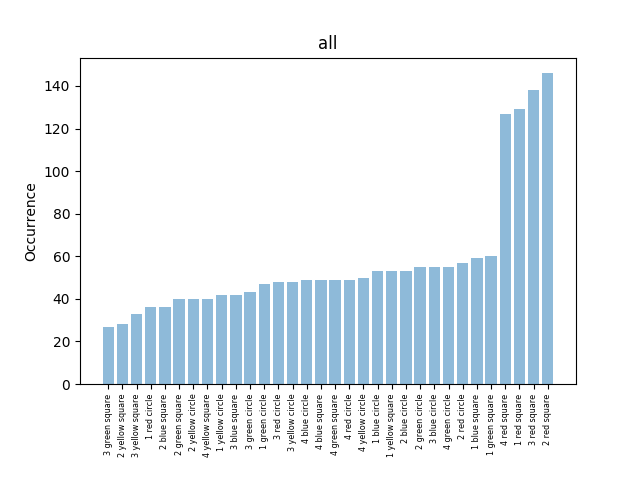 all
Occurrence
140
120
100
80
60
40
20
0
3 green square
2 yellow square
3 yellow square
1 red circle
2 blue square
2 green square
2 yellow circle
4 yellow square
1 yellow circle
3 blue square
3 green circle
1 green circle
3 red circle
3 yellow circle
4 blue circle
4 blue square
4 green square
4 red circle
4 yellow circle
1 blue circle
1 yellow square
2 blue circle
2 green circle
3 blue circle
4 green circle
2 red circle
1 blue square
1 green square
4 red square
1 red square
3 red square
2 red square